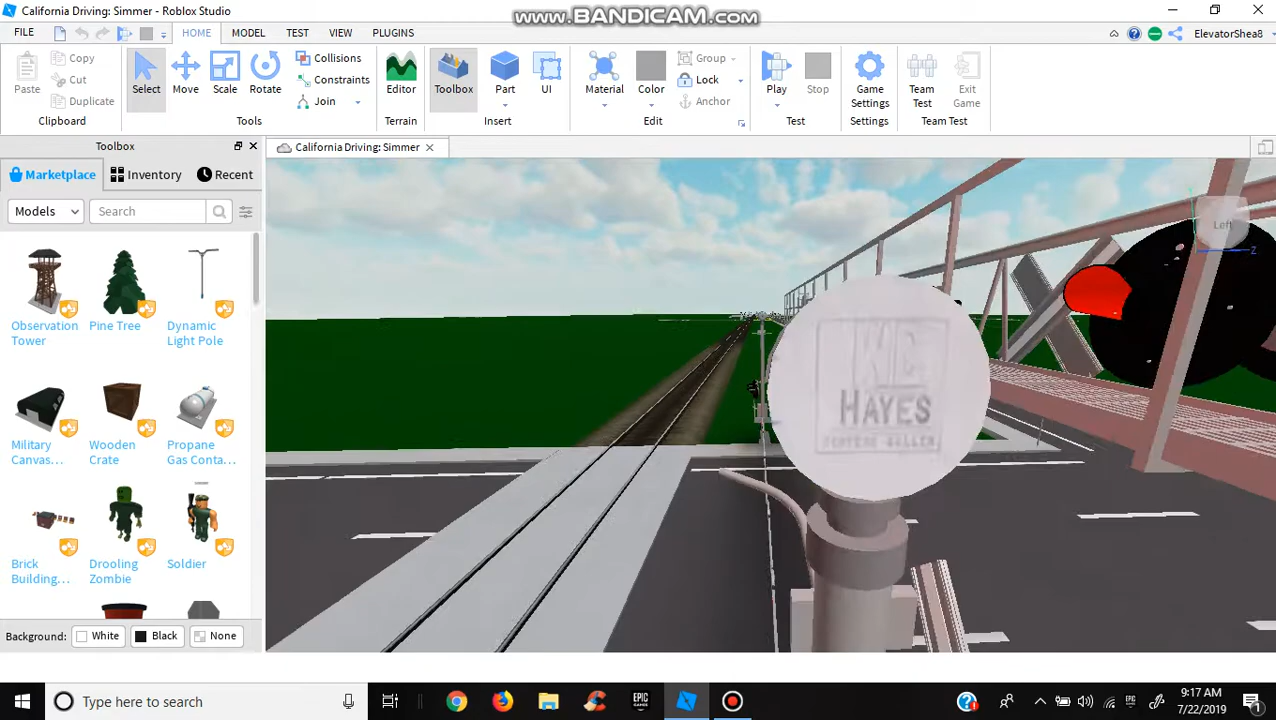 California Driving: Simmer - Roblox Studio
www.BANDICAM.com
FILE HOME MODEL TEST VIEW PLUGINS ElevatorShea8
Paste Copy Cut Duplicate Select Move Scale Rotate Collisions Constraints Join Editor Toolbox Part UI Material Color Group Lock Anchor Play Stop Game Settings Team Test Exit Game
Clipboard Tools Terrain Insert Edit Test Settings Team Test
Toolbox California Driving: Simmer
Marketplace Inventory Recent
Models Search
Left
Z
Observation Tower
Pine Tree
Dynamic Light Pole
HAYES
Military Canvas...
Wooden Crate
Propane Gas Conta...
Brick Building...
Drooling Zombie
Soldier
Background: White Black None
Type here to search
EPIC GAMES
9:17 AM
7/22/2019
1